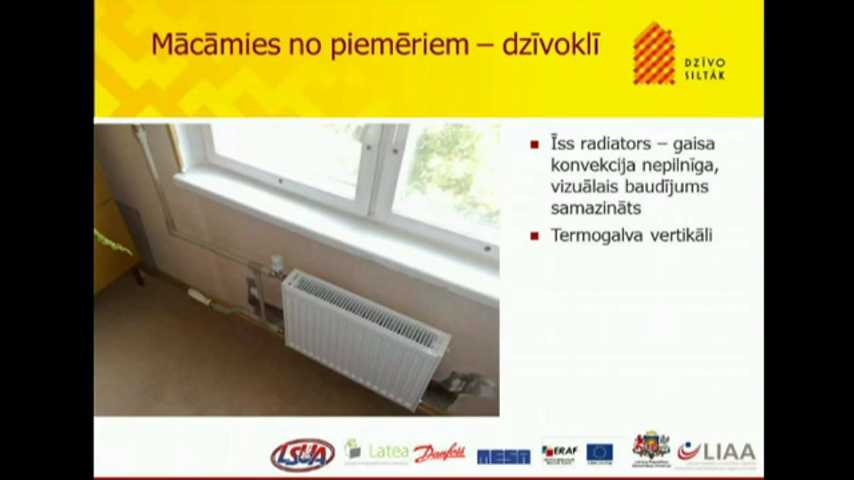 Mācāmies no piemēriem – dzīvoklī
DZĪVO
SILTĀK
Īss radiators – gaisa
konvekcija nepilnīga,
vizuālais baudījums
samazināts
Termogalva vertikāli
Latea
Danfoss
MESA
ERAF
LIAA